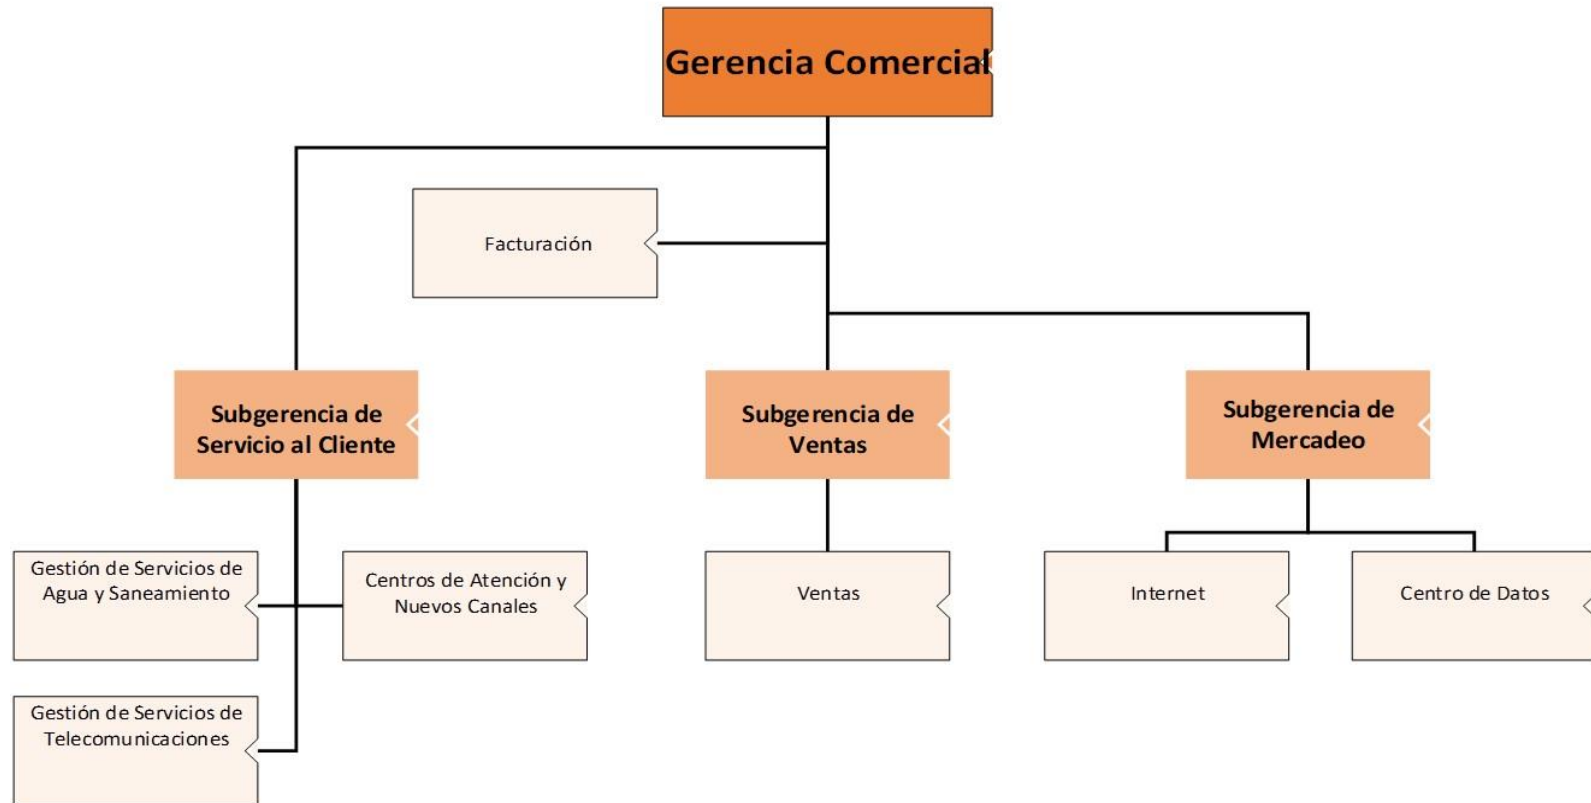 Gerencia Comercial
Facturación
Subgerencia de
Servicio al Cliente
Subgerencia de
Ventas
Subgerencia de
Mercadeo
Gestión de Servicios de
Agua y Saneamiento
Centros de Atención y
Nuevos Canales
Ventas
Internet
Centro de Datos
Gestión de Servicios de
Telecomunicaciones